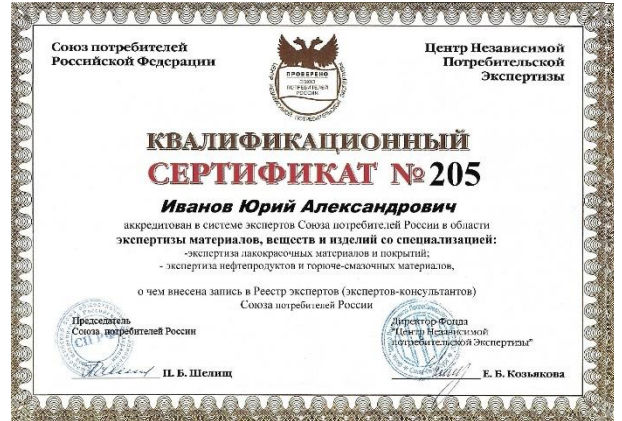 Союз потребителей
Российской Федерации
Центр Независимой
Потребительской
Экспертизы
ПРОВЕРЕНО
СОЮЗ
ПОТРЕБИТЕЛЕЙ
РОССИИ
КВАЛИФИКАЦИОННЫЙ
СЕРТИФИКАТ №205
Иванов Юрий Александрович
аккредитован в системе экспертов Союза потребителей России в области
экспертизы материалов, веществ и изделий со специализацией:
-экспертиза лакокрасочных материалов и покрытий;
- экспертиза нефтепродуктов и горюче-смазочных материалов,
о чем внесена запись в Реестр экспертов (экспертов-консультантов)
Союза потребителей России
Председатель
Союза потребителей России
СП РФ
П. Б. Шелищ
Директор Фонда
"Центр Независимой
потребительской Экспертизы"
Е. Б. Козьякова